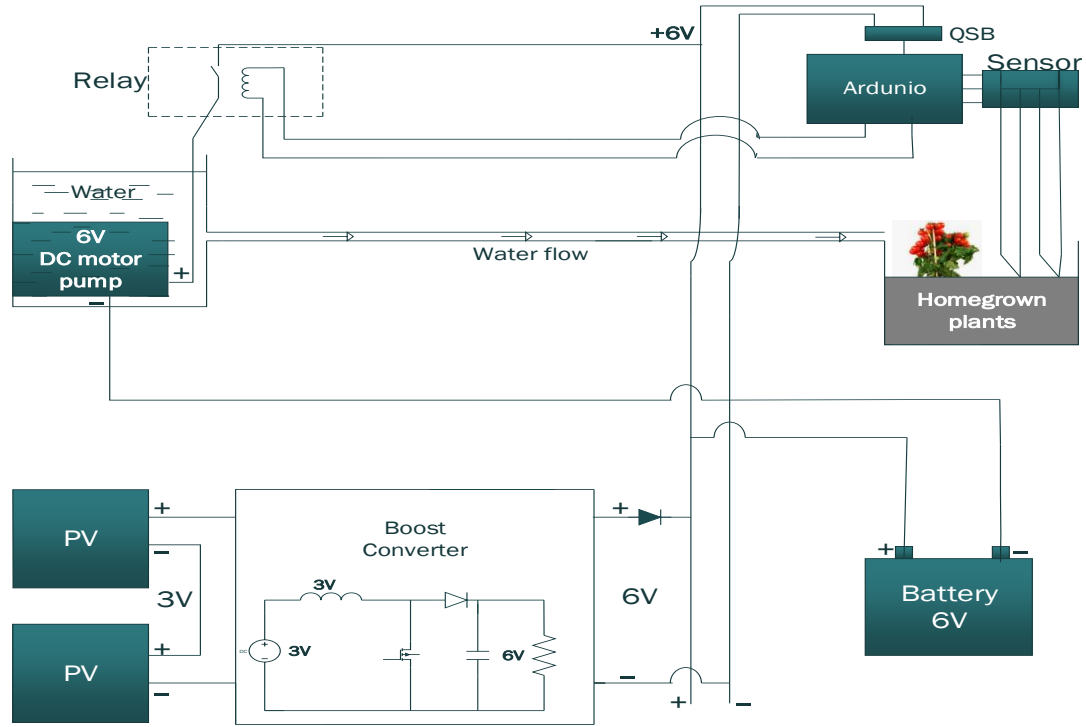 +6V
QSB
Relay
Ardunio
Sensor
Water
6V
DC motor
pump
+
−
Water flow
Homegrown
plants
PV
+
−
3V
PV
+
−
Boost
Converter
3V
DC
+
−
3V
6V
+
6V
−
+
−
+
−
Battery
6V